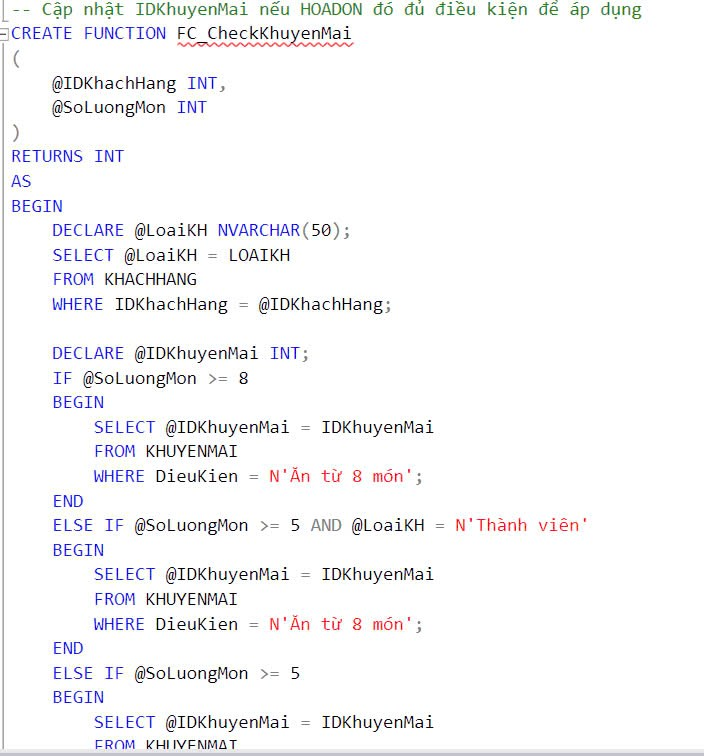 -- Cập nhật IDKhuyenMai nếu HOADON đó đủ điều kiện để áp dụng
CREATE FUNCTION FC_CheckKhuyenMai
(
@IDKhachHang INT,
@SoLuongMon INT
)
RETURNS INT
AS
BEGIN
DECLARE @LoaiKH NVARCHAR(50);
SELECT @LoaiKH = LOAIKH
FROM KHACHHANG
WHERE IDKhachHang = @IDKhachHang;
DECLARE @IDKhuyenMai INT;
IF @SoLuongMon >= 8
BEGIN
SELECT @IDKhuyenMai = IDKhuyenMai
FROM KHUYENMAI
WHERE DieuKien = N'Ăn từ 8 món';
END
ELSE IF @SoLuongMon >= 5 AND @LoaiKH = N'Thành viên'
BEGIN
SELECT @IDKhuyenMai = IDKhuyenMai
FROM KHUYENMAI
WHERE DieuKien = N'Ăn từ 8 món';
END
ELSE IF @SoLuongMon >= 5
BEGIN
SELECT @IDKhuyenMai = IDKhuyenMai
FROM KHUYENMAI